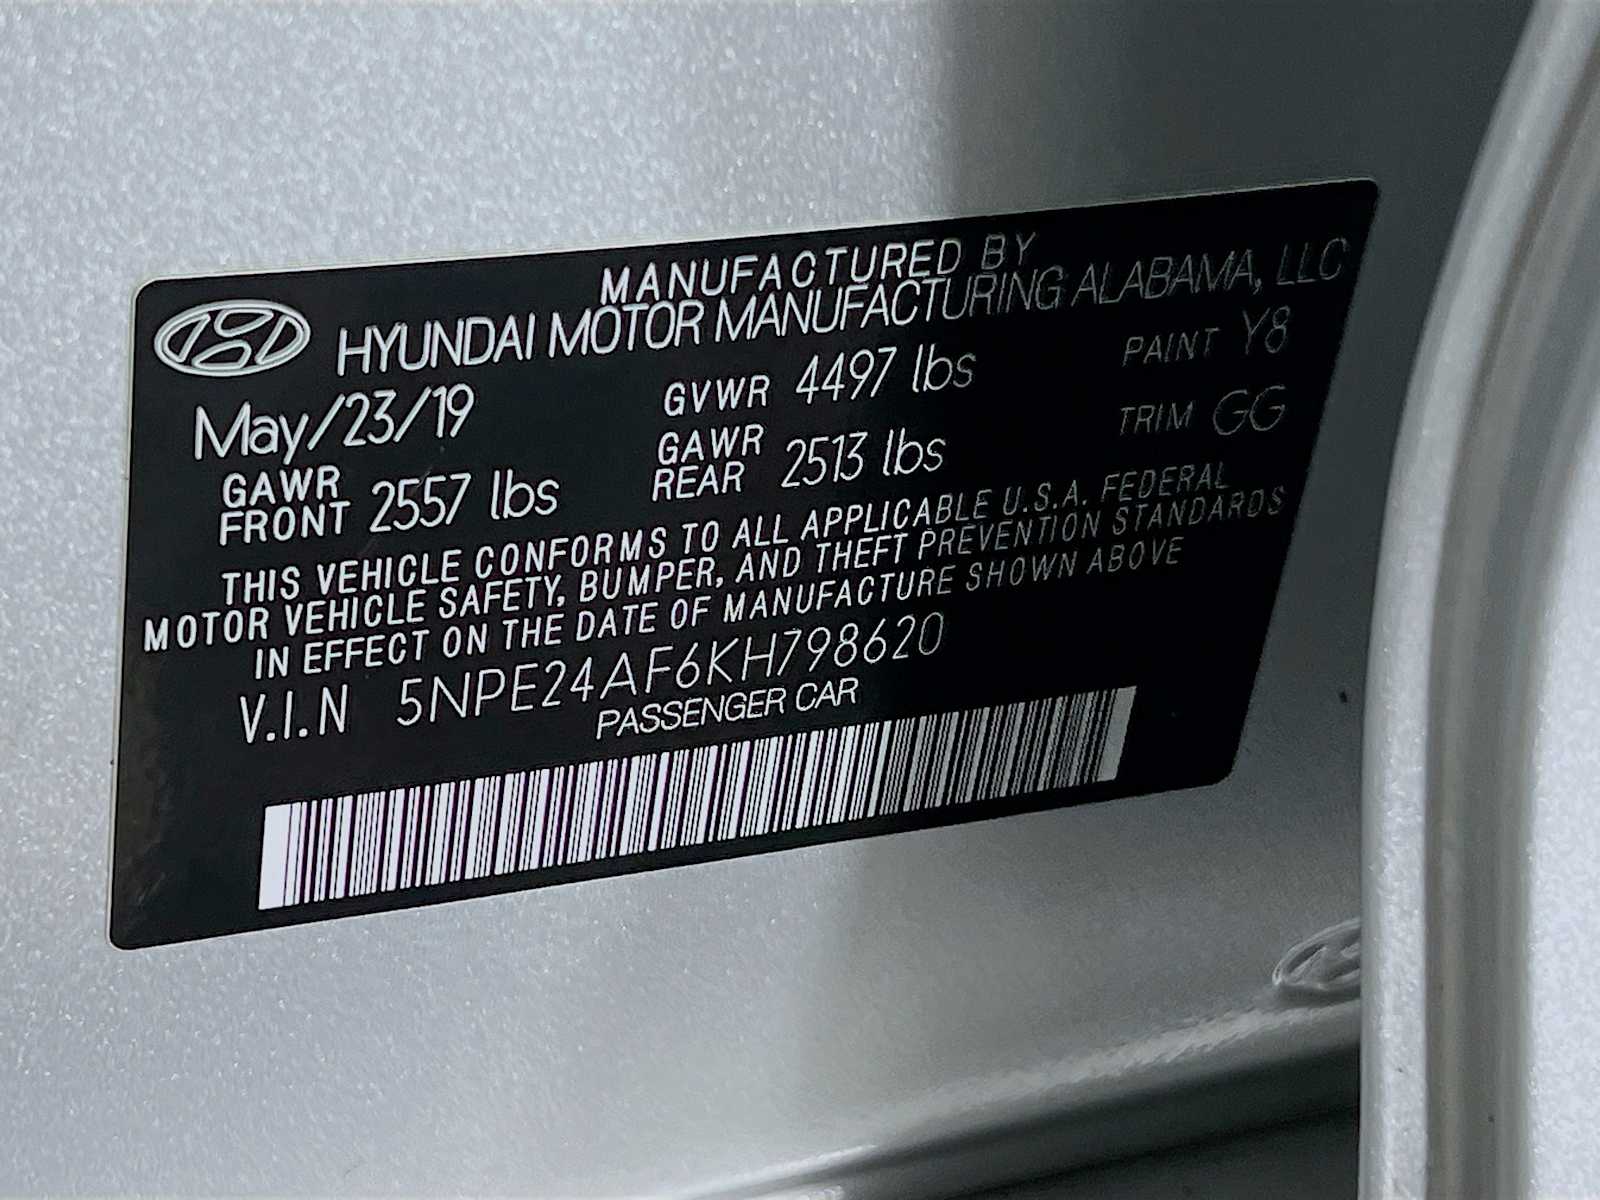 MANUFACTURED BY
HYUNDAI MOTOR MANUFACTURING ALABAMA, LLC
May/23/19 GVWR 4497 lbs PAINT Y8
GAWR FRONT 2557 lbs GAWR REAR 2513 lbs TRIM GG
THIS VEHICLE CONFORMS TO ALL APPLICABLE U.S.A. FEDERAL
MOTOR VEHICLE SAFETY, BUMPER, AND THEFT PREVENTION STANDARDS
IN EFFECT ON THE DATE OF MANUFACTURE SHOWN ABOVE
V.I.N 5NPE24AF6KH798620
PASSENGER CAR